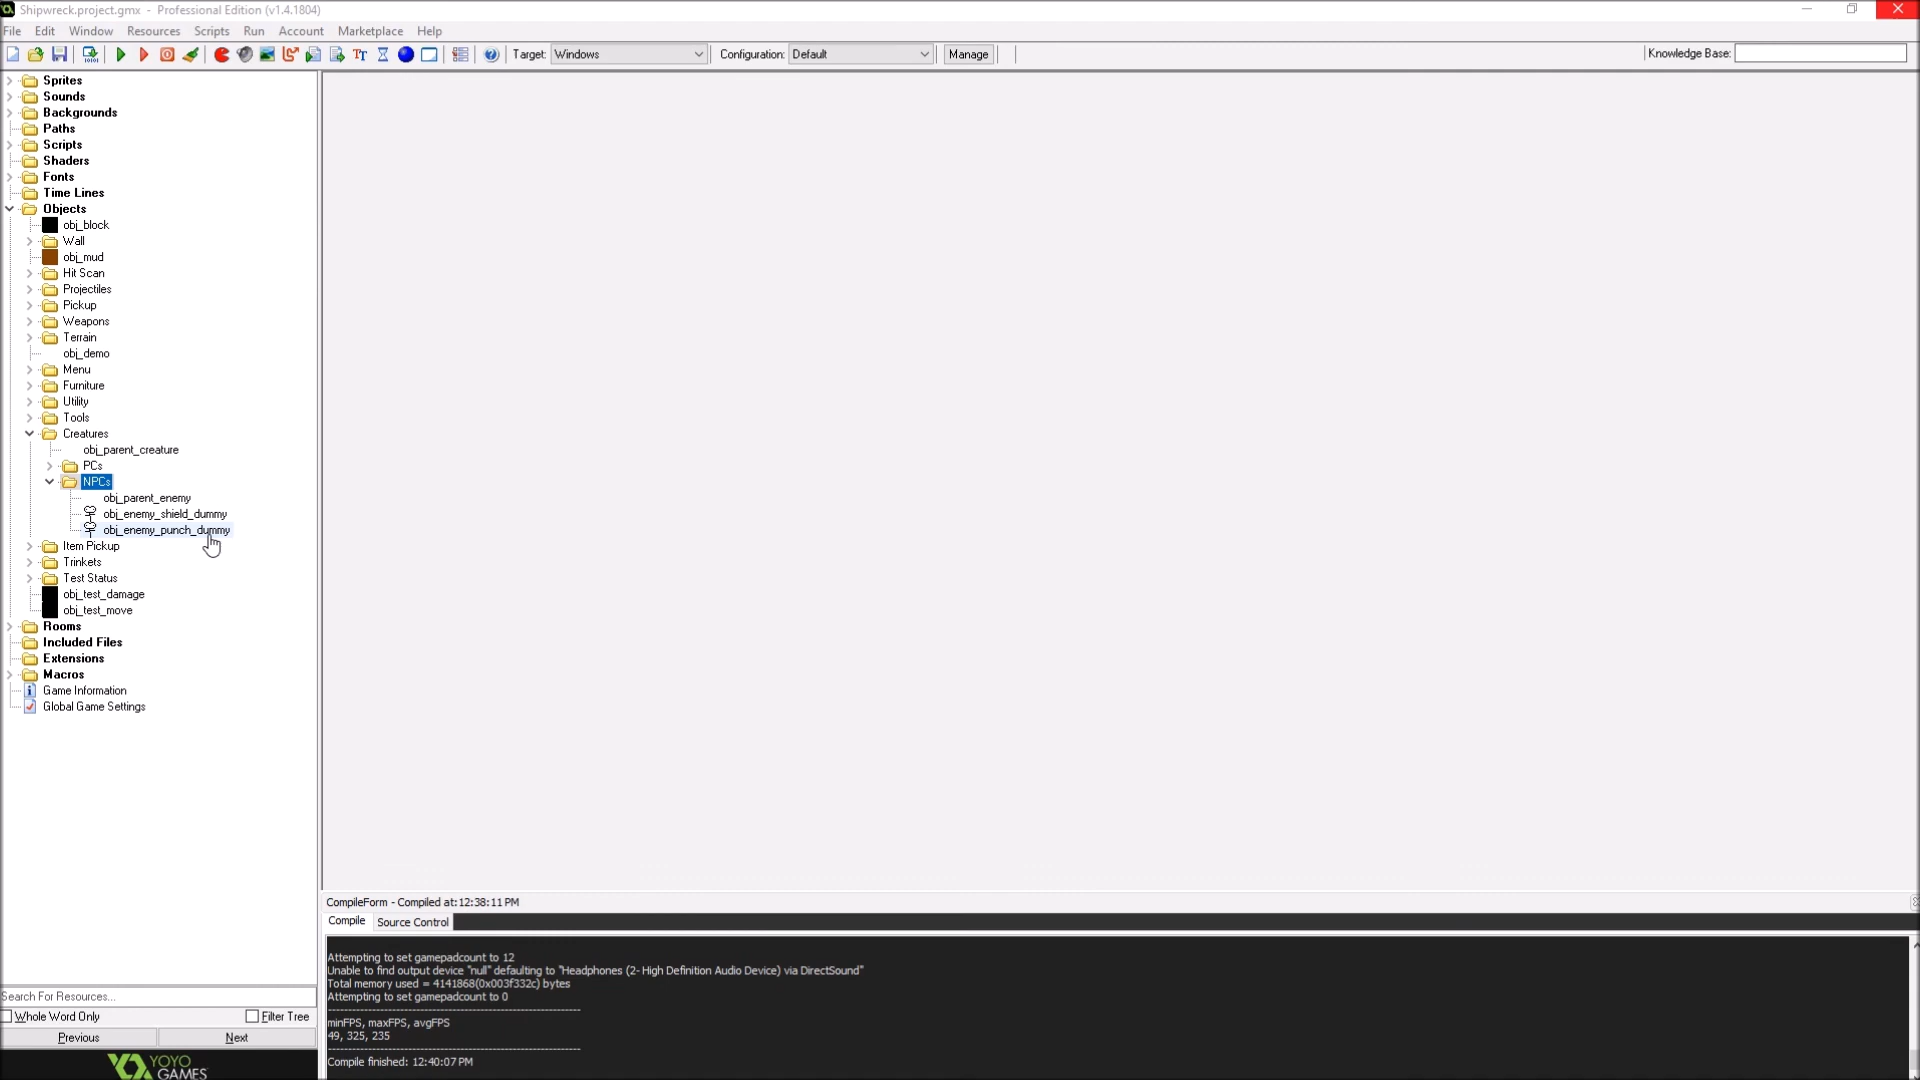 Shipwreck.project.gmx - Professional Edition (v1.4.1804)
File Edit Window Resources Scripts Run Account Marketplace Help
Target: Windows Configuration: Default Manage Knowledge Base:
Sprites
Sounds
Backgrounds
Paths
Scripts
Shaders
Fonts
Time Lines
Objects
obj_block
Wall
obj_mud
Hit Scan
Projectiles
Pickup
Weapons
Terrain
obj_demo
Menu
Furniture
Utility
Tools
Creatures
obj_parent_creature
PCs
NPCs
obj_parent_enemy
obj_enemy_shield_dummy
obj_enemy_punch_dummy
Item Pickup
Trinkets
Test Status
obj_test_damage
obj_test_move
Rooms
Included Files
Extensions
Macros
Game Information
Global Game Settings
Search For Resources...
Whole Word Only Filter Tree
Previous Next
YOYO
GAMES
CompileForm - Compiled at:12:38:11 PM
Compile Source Control
Attempting to set gamepadcount to 12
Unable to find output device "null" defaulting to "Headphones (2- High Definition Audio Device) via DirectSound"
Total memory used = 4141868(0x003f332c) bytes
Attempting to set gamepadcount to 0
minFPS, maxFPS, avgFPS
49, 325, 235
Compile finished: 12:40:07 PM